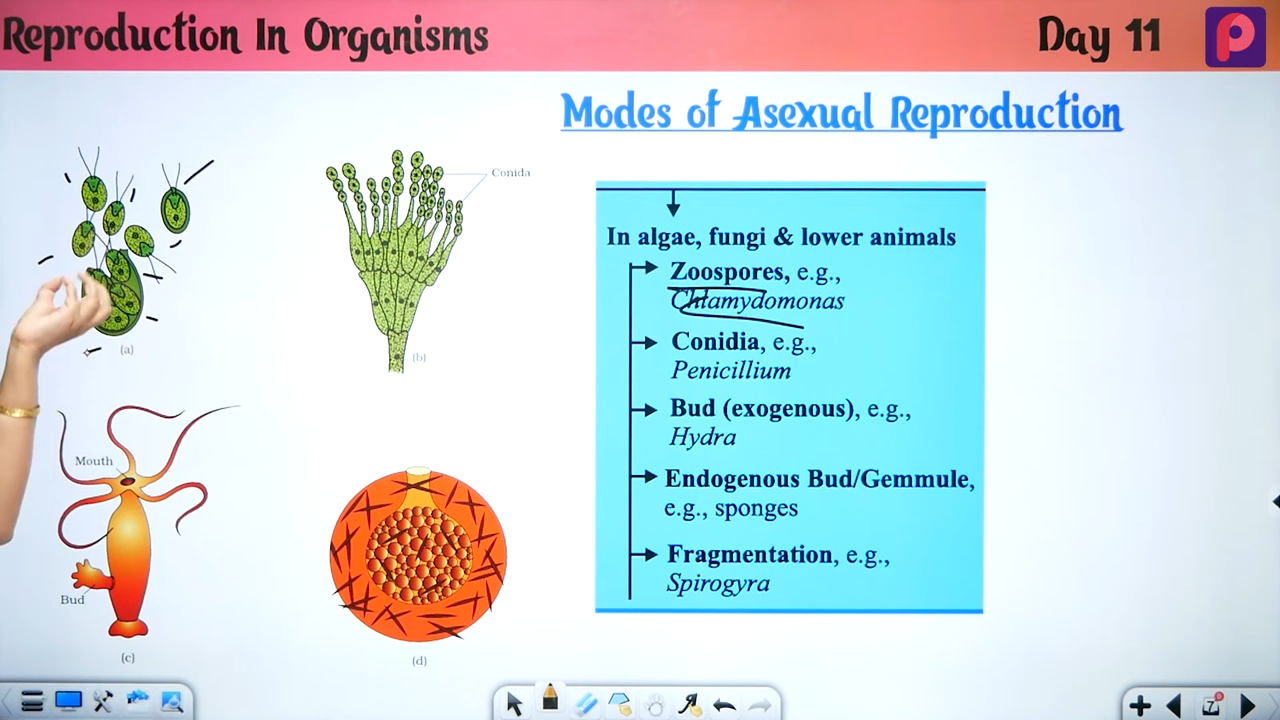 Reproduction In Organisms
Day 11
Modes of Asexual Reproduction
Conida
In algae, fungi & lower animals
Zoospores, e.g.,
Chlamydomonas
Conidia, e.g.,
Penicillium
Bud (exogenous), e.g.,
Hydra
Endogenous Bud/Gemmule,
e.g., sponges
Fragmentation, e.g.,
Spirogyra
(a)
(b)
Mouth
Bud
(c)
(d)